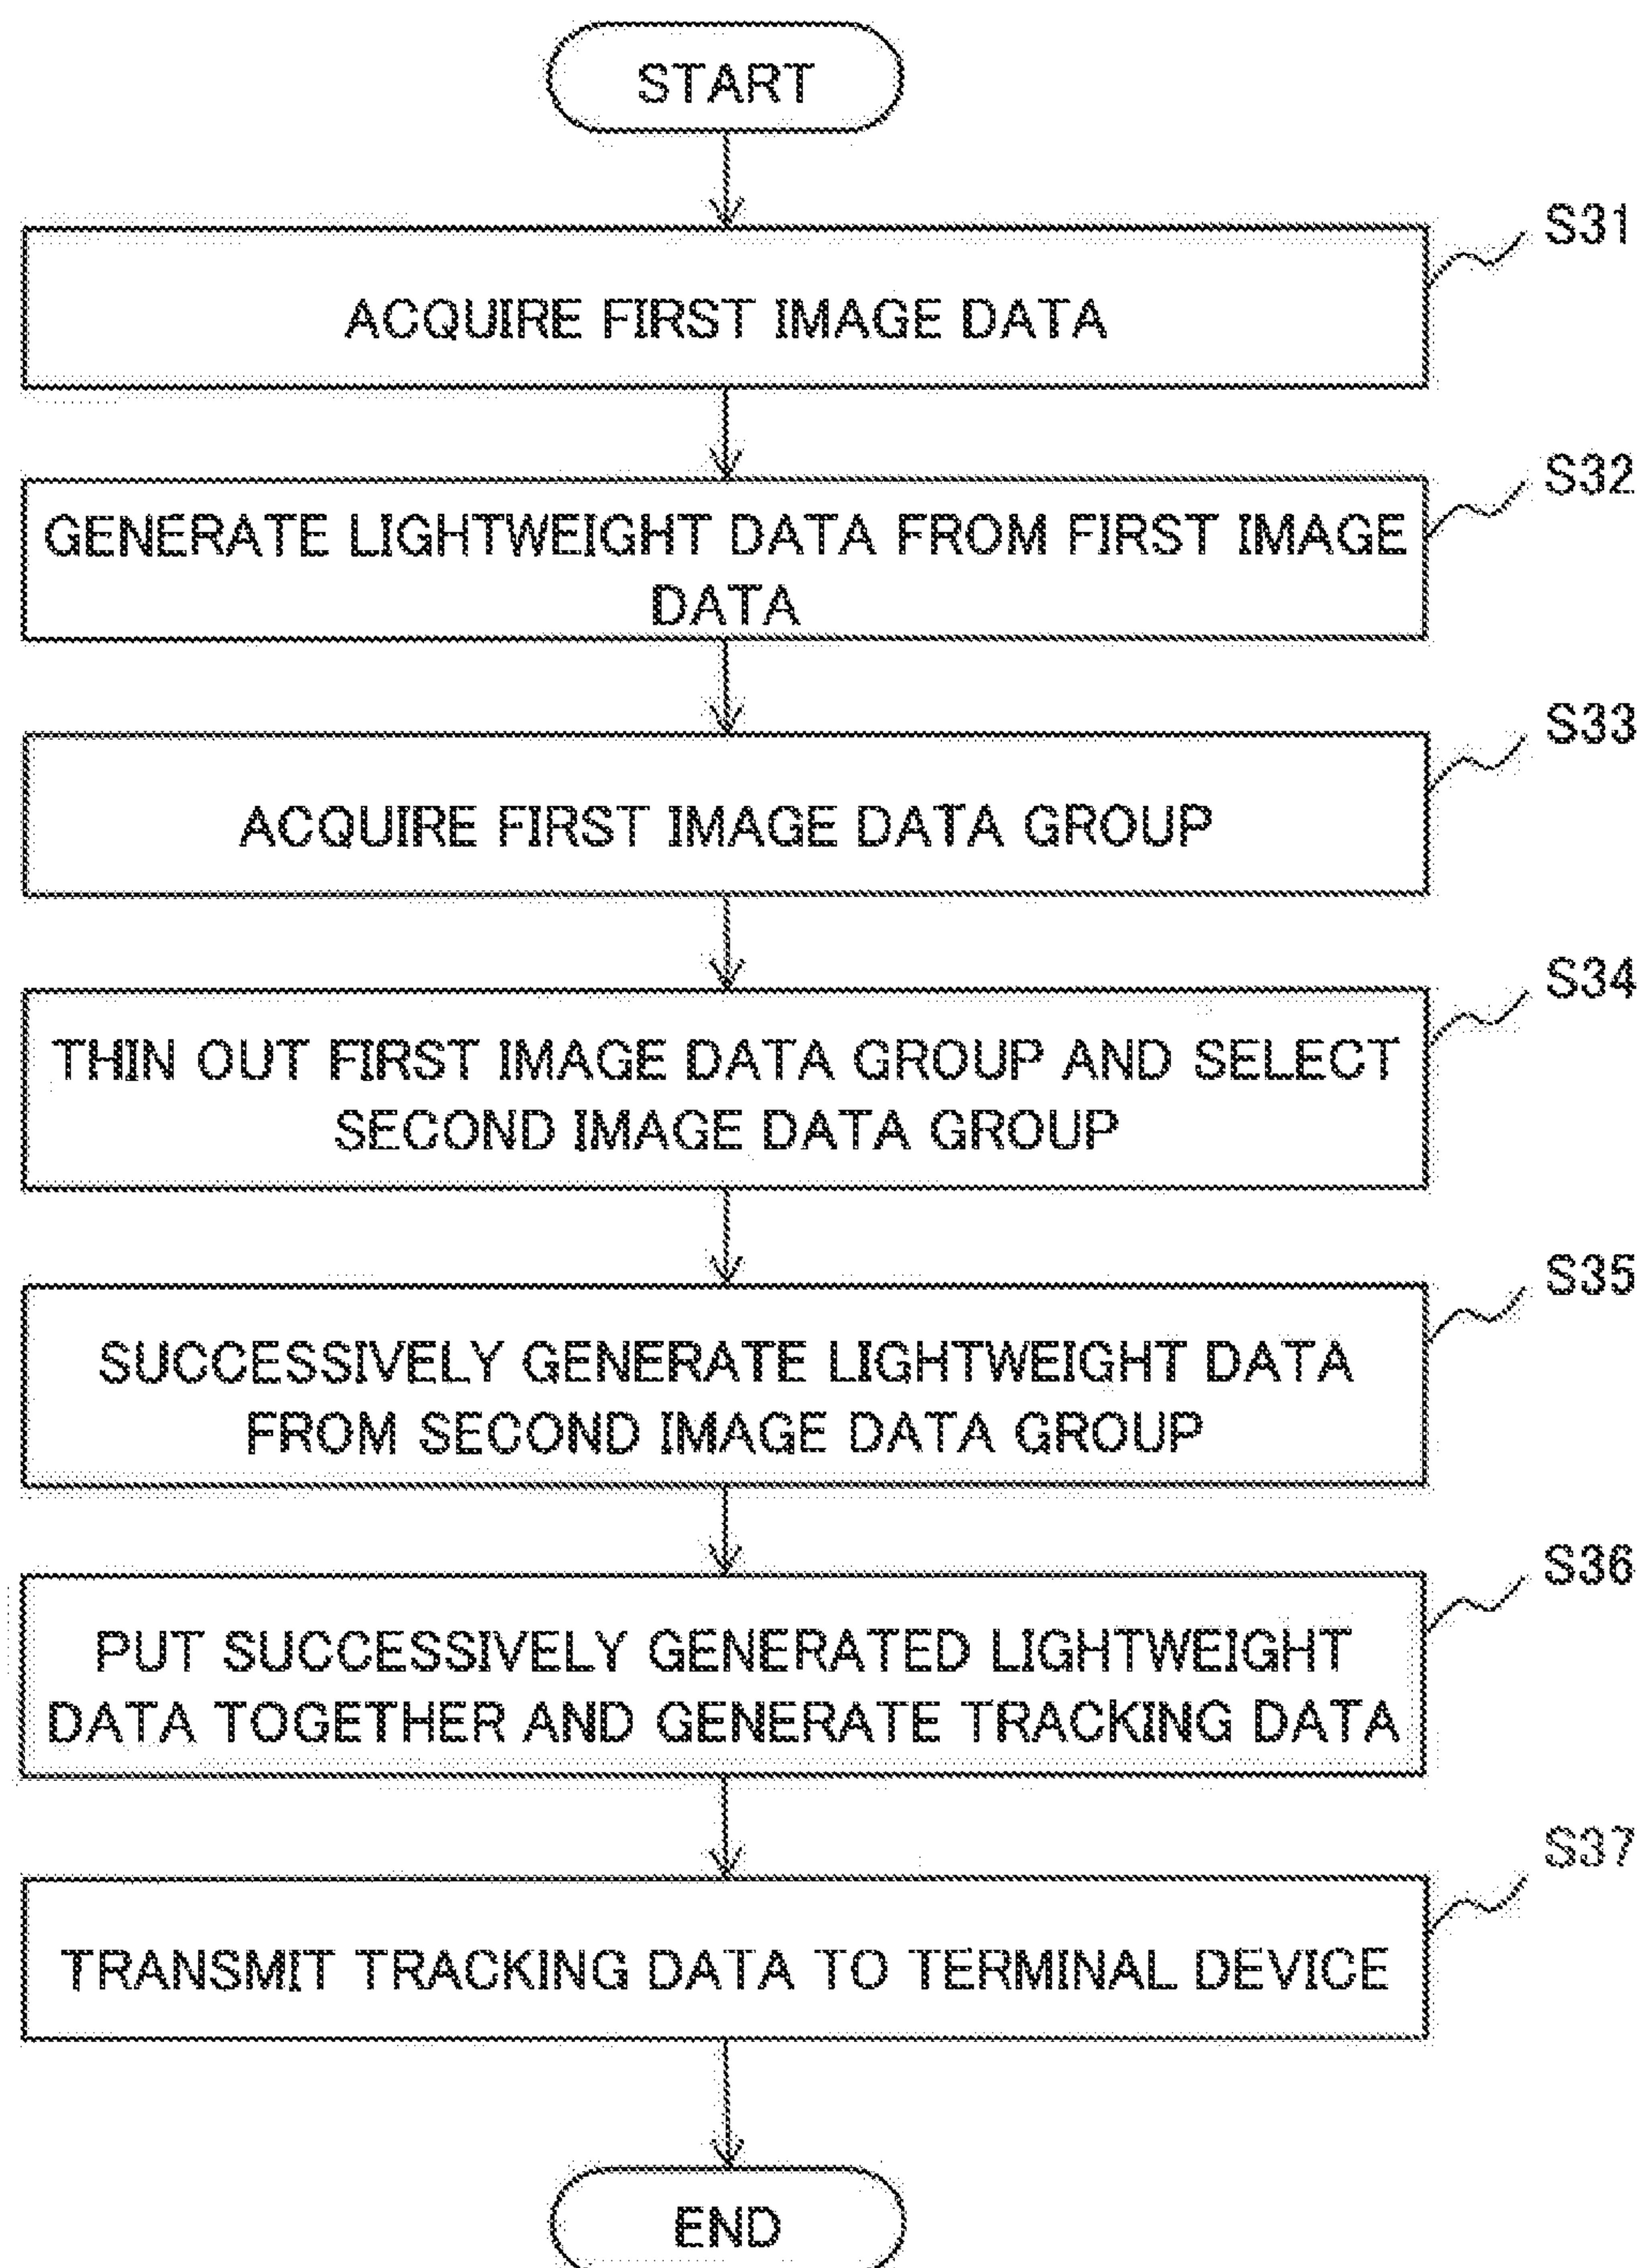 START
S31
ACQUIRE FIRST IMAGE DATA
S32
GENERATE LIGHTWEIGHT DATA FROM FIRST IMAGE
DATA
S33
ACQUIRE FIRST IMAGE DATA GROUP
S34
THIN OUT FIRST IMAGE DATA GROUP AND SELECT
SECOND IMAGE DATA GROUP
S35
SUCCESSIVELY GENERATE LIGHTWEIGHT DATA
FROM SECOND IMAGE DATA GROUP
S36
PUT SUCCESSIVELY GENERATED LIGHTWEIGHT
DATA TOGETHER AND GENERATE TRACKING DATA
S37
TRANSMIT TRACKING DATA TO TERMINAL DEVICE
END